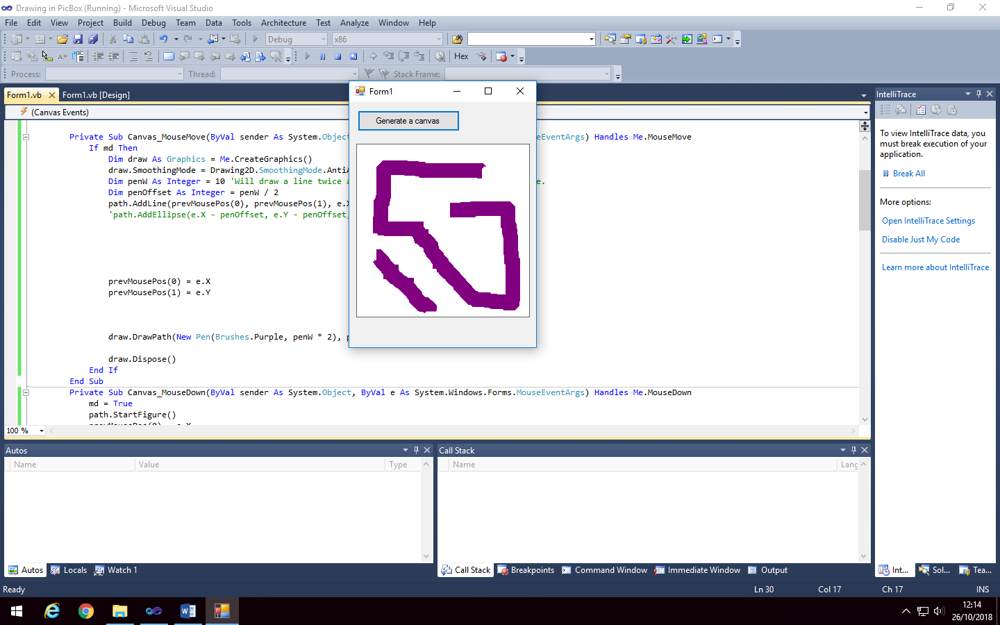 Drawing in PicBox (Running) - Microsoft Visual Studio
File Edit View Project Build Debug Team Data Tools Architecture Test Analyze Window Help
Debug x86
Hex
Process: Thread: Stack Frame:
Form1.vb Form1.vb [Design]
(Canvas Events)
Private Sub Canvas_MouseMove(ByVal sender As System.Object
useEventArgs) Handles Me.MouseMove
If md Then
Dim draw As Graphics = Me.CreateGraphics()
draw.SmoothingMode = Drawing2D.SmoothingMode.AntiA
Dim penW As Integer = 10 'Will draw a line twice a
e.
Dim penOffset As Integer = penW / 2
path.AddLine(prevMousePos(0), prevMousePos(1), e.X
'path.AddEllipse(e.X - penOffset, e.Y - penOffset,
prevMousePos(0) = e.X
prevMousePos(1) = e.Y
draw.DrawPath(New Pen(Brushes.Purple, penW * 2), p
draw.Dispose()
End If
End Sub
Private Sub Canvas_MouseDown(ByVal sender As System.Object, ByVal e As System.Windows.Forms.MouseEventArgs) Handles Me.MouseDown
md = True
path.StartFigure()
prevMousePos(0) = e.X
100 %
Form1
Generate a canvas
IntelliTrace
To view IntelliTrace data, you
must break execution of your
application.
Break All
More options:
Open IntelliTrace Settings
Disable Just My Code
Learn more about IntelliTrace
Autos
Name Value Type
Call Stack
Name Lang
Autos Locals Watch 1
Call Stack Breakpoints Command Window Immediate Window Output
Int... Sol... Tea...
Ready Ln 30 Col 17 Ch 17 INS
12:14
26/10/2018